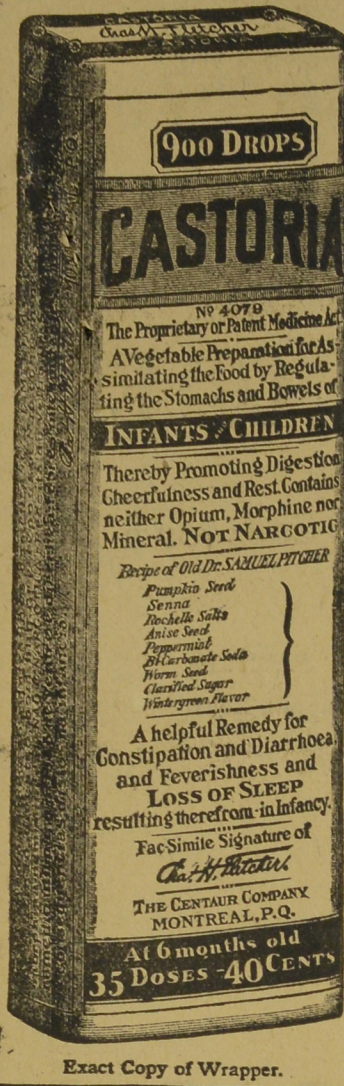 CASTORIA
Chas. H. Fletcher
CASTORIA
900 DROPS
CASTORIA
No 4079
The Proprietary or Patent Medicine Act
A Vegetable Preparation for As-
similating the Food by Regula-
ting the Stomachs and Bowels of
INFANTS AND CHILDREN
Thereby Promoting Digestion
Cheerfulness and Rest. Contains
neither Opium, Morphine nor
Mineral. NOT NARCOTIC
Recipe of Old Dr. SAMUEL PITCHER
Pumpkin Seed
Senna
Rochelle Salts
Anise Seed
Peppermint
Bi Carbonate Soda
Worm Seed
Clarified Sugar
Wintergreen Flavor
A helpful Remedy for
Constipation and Diarrhoea,
and Feverishness and
LOSS OF SLEEP
resulting therefrom-in Infancy.
Fac-Simile Signature of
Chas. H. Fletcher.
THE CENTAUR COMPANY
MONTREAL, P.Q.
At 6 months old
35 DOSES - 40 CENTS
Exact Copy of Wrapper.